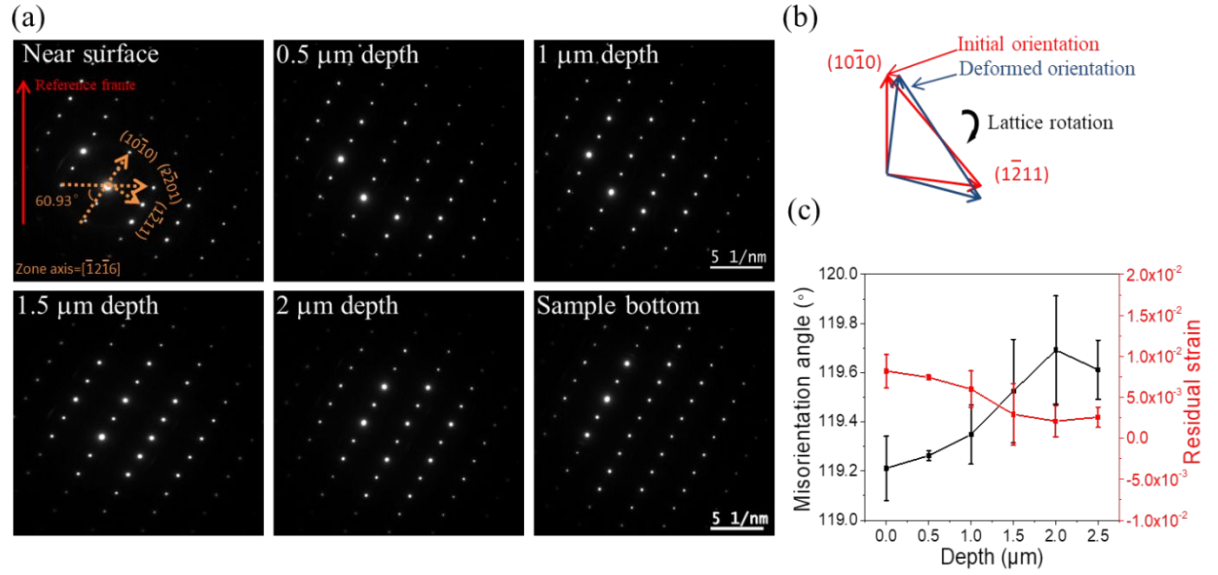 (a)
Near surface
Reference frame
(101̄0)
(2̄201)
(12̄11)
60.93°
Zone axis=[1̄21̄6]
0.5 µm depth
1 µm depth
5 1/nm
1.5 µm depth
2 µm depth
Sample bottom
5 1/nm
(b)
Initial orientation
(101̄0)
Deformed orientation
Lattice rotation
(12̄11)
(c)
120.0
119.8
119.6
119.4
119.2
119.0
Misorientation angle (°)
2.0x10⁻²
1.5x10⁻²
1.0x10⁻²
5.0x10⁻³
0.0
-5.0x10⁻³
-1.0x10⁻²
Residual strain
0.0 0.5 1.0 1.5 2.0 2.5
Depth (µm)